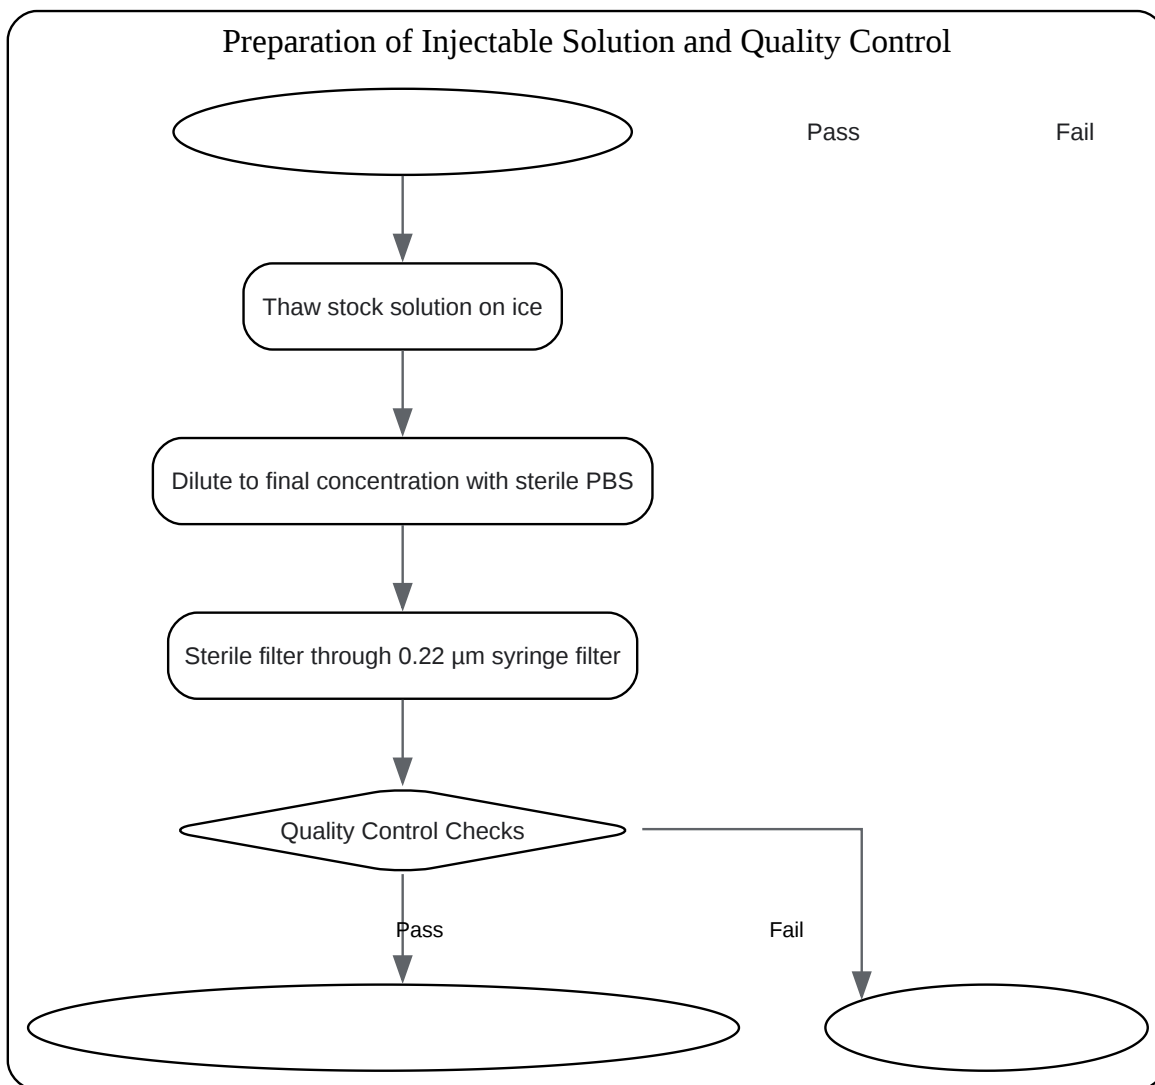 Preparation of Injectable Solution and Quality Control
Pass
Fail
Thaw stock solution on ice
Dilute to final concentration with sterile PBS
Sterile filter through 0.22 µm syringe filter
Quality Control Checks
Pass
Fail